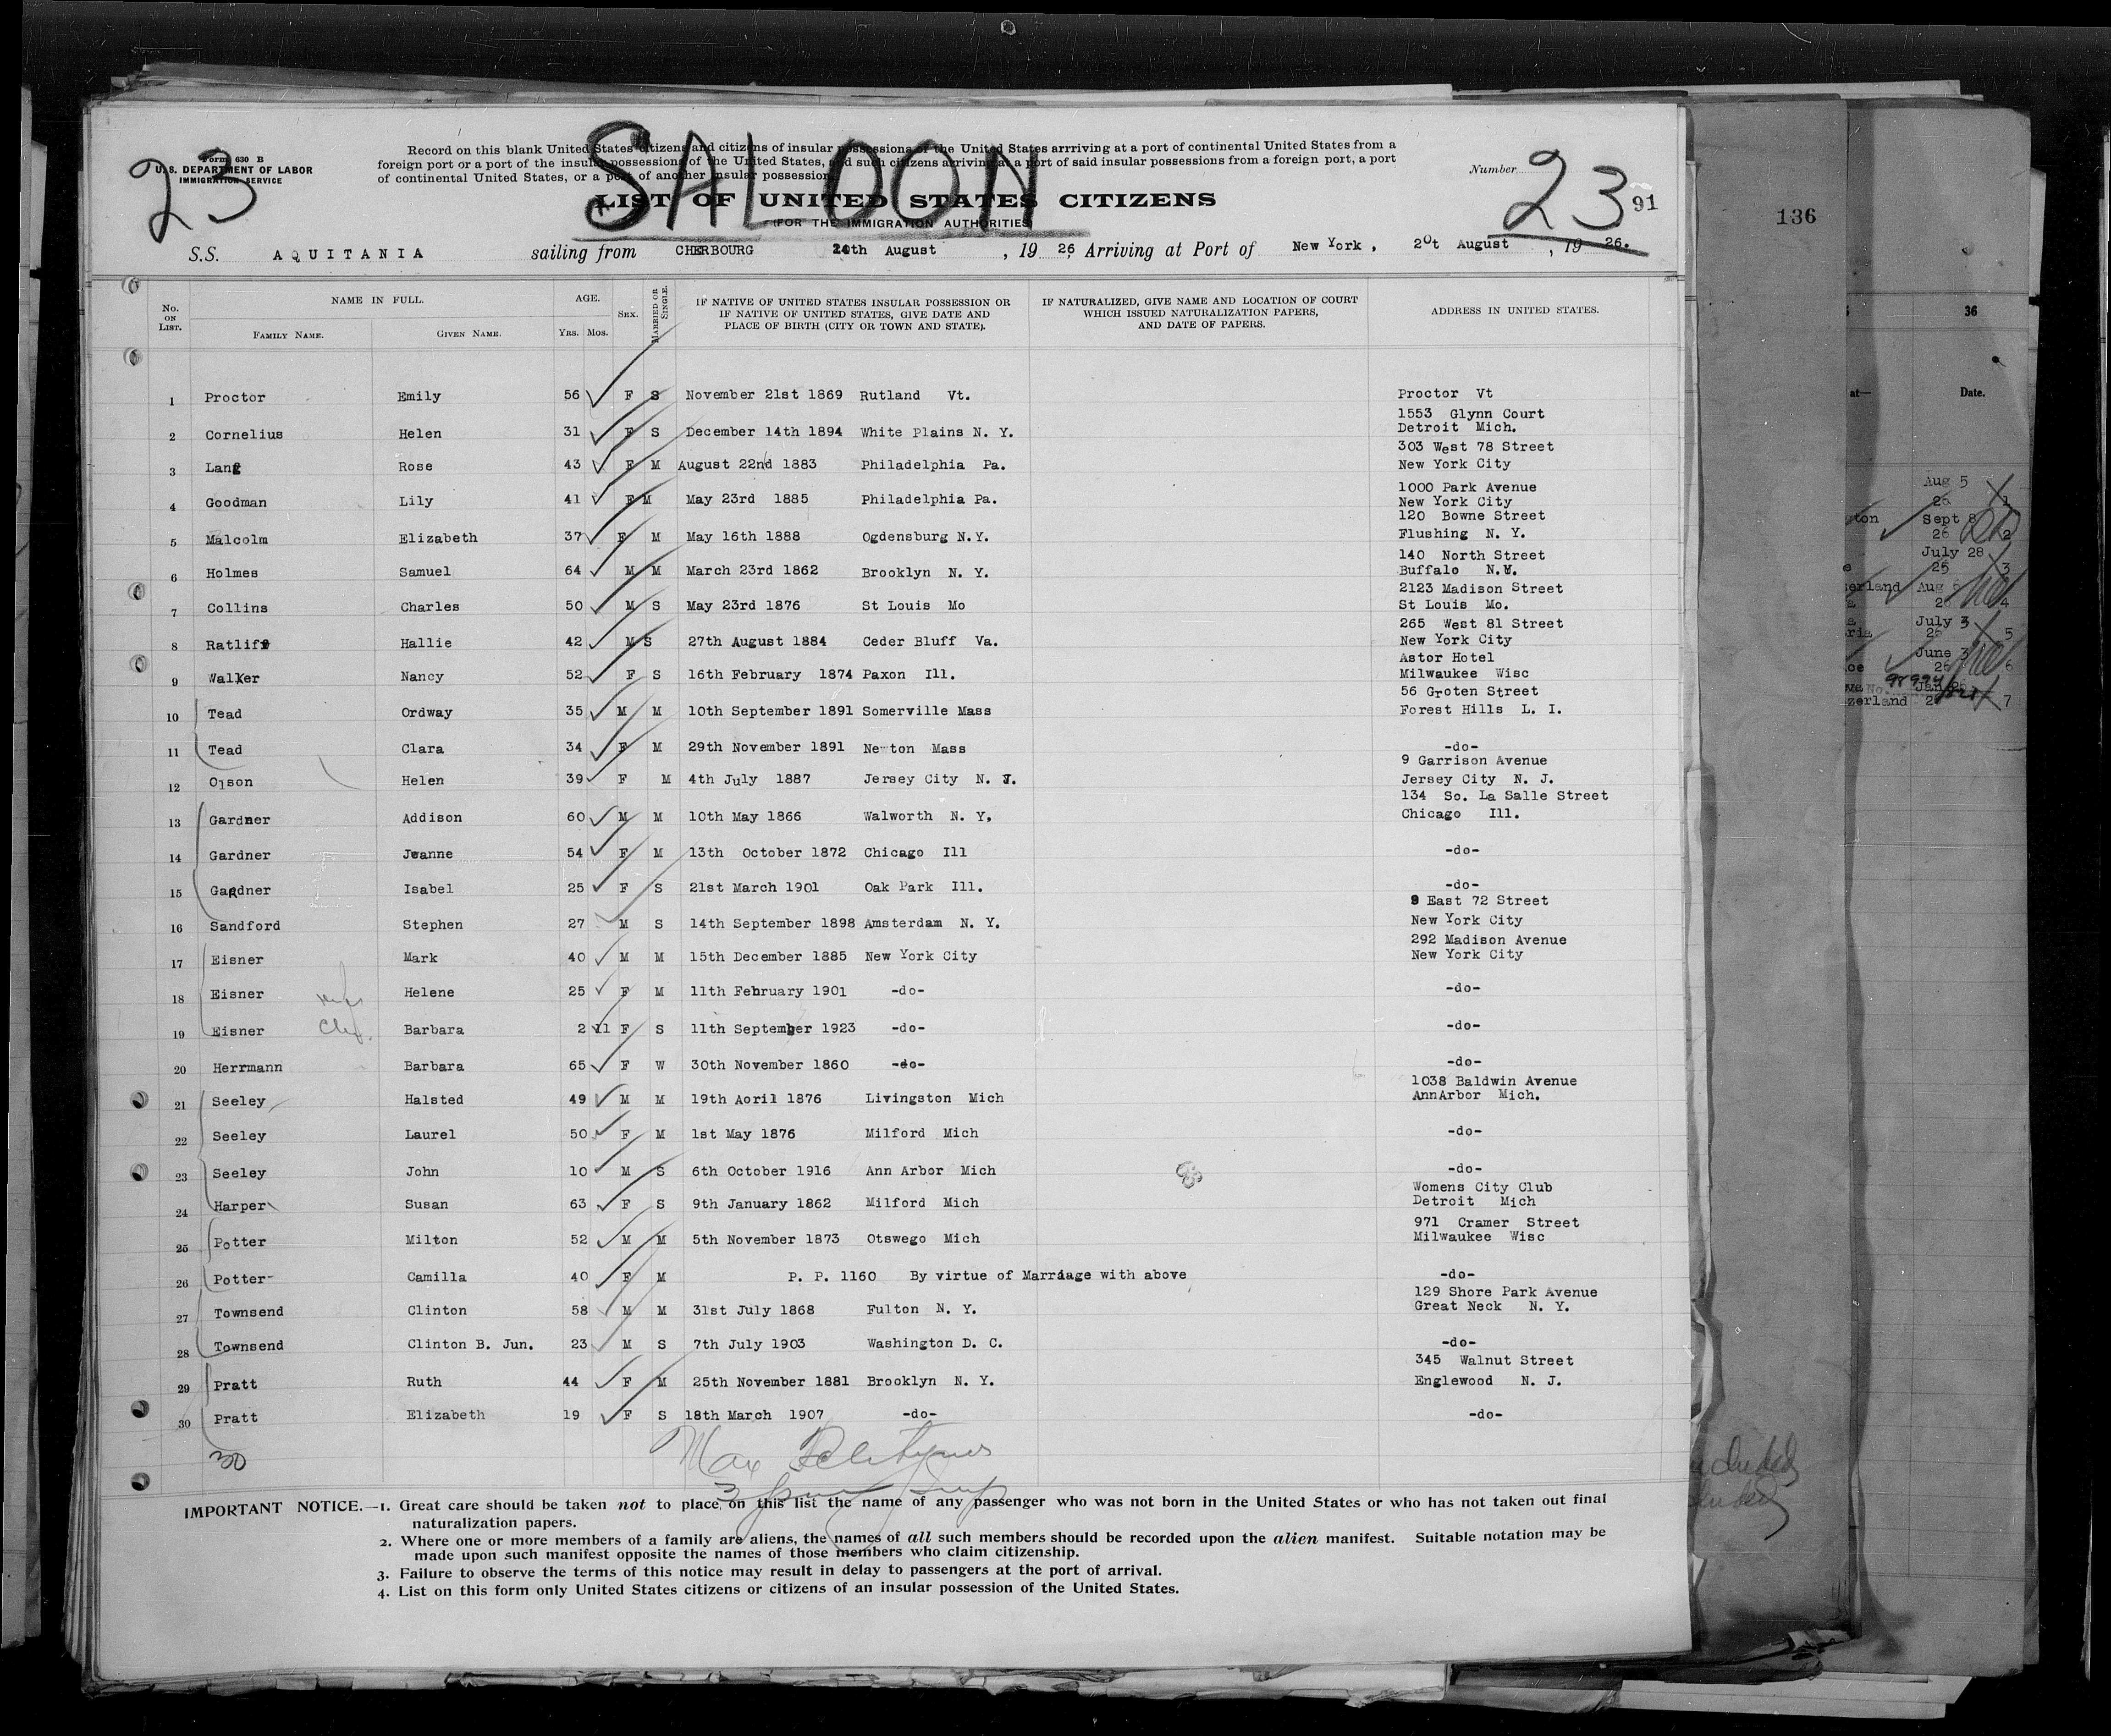 23
Form 630 B
U.S. DEPARTMENT OF LABOR
IMMIGRATION SERVICE
SALOON
Record on this blank United States citizens and citizens of insular possessions of the United States arrriving at a port of continental United States from a
foreign port or a port of the insular possessions of the United States, and such citizens arriving at a port of said insular possessions from a foreign port, a port
of continental United States, or a port of another insular possession.
Number 23 91
LIST OF UNITED STATES CITIZENS
(FOR THE IMMIGRATION AUTHORITIES)
S.S. AQUITANIA sailing from CHERBOURG August , 19 26, Arriving at Port of New York , August , 19 26.
No. ON LIST. NAME IN FULL. FAMILY NAME. GIVEN NAME. AGE. Yrs. Mos. SEX. MARRIED OR SINGLE. IF NATIVE OF UNITED STATES INSULAR POSSESSION OR IF NATIVE OF UNITED STATES, GIVE DATE AND PLACE OF BIRTH (CITY OR TOWN AND STATE). IF NATURALIZED, GIVE NAME AND LOCATION OF COURT WHICH ISSUED NATURALIZATION PAPERS, AND DATE OF PAPERS. ADDRESS IN UNITED STATES.
1 Proctor Emily 56 F S November 21st 1869 Rutland Vt. Proctor Vt
1553 Glynn Court
2 Cornelius Helen 31 F S December 14th 1894 White Plains N. Y. Detroit Mich.
303 West 78 Street
3 Lang Rose 43 F M August 22nd 1883 Philadelphia Pa. New York City
1000 Park Avenue
4 Goodman Lily 41 F M May 23rd 1885 Philadelphia Pa. New York City
120 Bowne Street
5 Malcolm Elizabeth 37 F M May 16th 1888 Ogdensburg N.Y. Flushing N. Y.
140 North Street
6 Holmes Samuel 64 M M March 23rd 1862 Brooklyn N. Y. Buffalo N.Y.
2123 Madison Street
7 Collins Charles 50 M S May 23rd 1876 St Louis Mo St Louis Mo.
265 West 81 Street
8 Ratliff Hallie 42 M S 27th August 1884 Ceder Bluff Va. New York City
Astor Hotel
9 Walker Nancy 52 F S 16th February 1874 Paxon Ill. Milwaukee Wisc
56 Groten Street
10 Tead Ordway 35 M M 10th September 1891 Somerville Mass Forest Hills L. I.
11 Tead Clara 34 F M 29th November 1891 Newton Mass -do-
9 Garrison Avenue
12 Olson Helen 39 F M 4th July 1887 Jersey City N. J. Jersey City N. J.
134 So. La Salle Street
13 Gardner Addison 60 M M 10th May 1866 Walworth N. Y, Chicago Ill.
14 Gardner Jeanne 54 F M 13th October 1872 Chicago Ill -do-
15 Gardner Isabel 25 F S 21st March 1901 Oak Park Ill. -do-
9 East 72 Street
16 Sandford Stephen 27 M S 14th September 1898 Amsterdam N. Y. New York City
292 Madison Avenue
17 Eisner Mark 40 M M 15th December 1885 New York City New York City
18 Eisner Helene 25 F M 11th February 1901 -do- -do-
19 Eisner Barbara 2 11 F S 11th September 1923 -do- -do-
20 Herrmann Barbara 65 F W 30th November 1860 -do- -do-
1038 Baldwin Avenue
21 Seeley Halsted 49 M M 19th Aoril 1876 Livingston Mich AnnArbor Mich.
22 Seeley Laurel 50 F M 1st May 1876 Milford Mich -do-
23 Seeley John 10 M S 6th October 1916 Ann Arbor Mich -do-
Womens City Club
24 Harper Susan 63 F S 9th January 1862 Milford Mich Detroit Mich
971 Cramer Street
25 Potter Milton 52 M M 5th November 1873 Otswego Mich Milwaukee Wisc
26 Potter Camilla 40 F M P. P. 1160 By virtue of Marriage with above -do-
129 Shore Park Avenue
27 Townsend Clinton 58 M M 31st July 1868 Fulton N. Y. Great Neck N. Y.
28 Townsend Clinton B. Jun. 23 M S 7th July 1903 Washington D. C. -do-
345 Walnut Street
29 Pratt Ruth 44 F M 25th November 1881 Brooklyn N. Y. Englewood N. J.
30 Pratt Elizabeth 19 F S 18th March 1907 -do- -do-
30
Max
IMPORTANT NOTICE.—1. Great care should be taken not to place on this list the name of any passenger who was not born in the United States or who has not taken out final
naturalization papers.
2. Where one or more members of a family are aliens, the names of all such members should be recorded upon the alien manifest. Suitable notation may be
made upon such manifest opposite the names of those members who claim citizenship.
3. Failure to observe the terms of this notice may result in delay to passengers at the port of arrival.
4. List on this form only United States citizens or citizens of an insular possession of the United States.
136
36
at— Date.
Aug 5
26 1
Sept 8
26 2
July 28
3
Aug
4
July 3
26 5
June 3
26 6
No. 98994
7